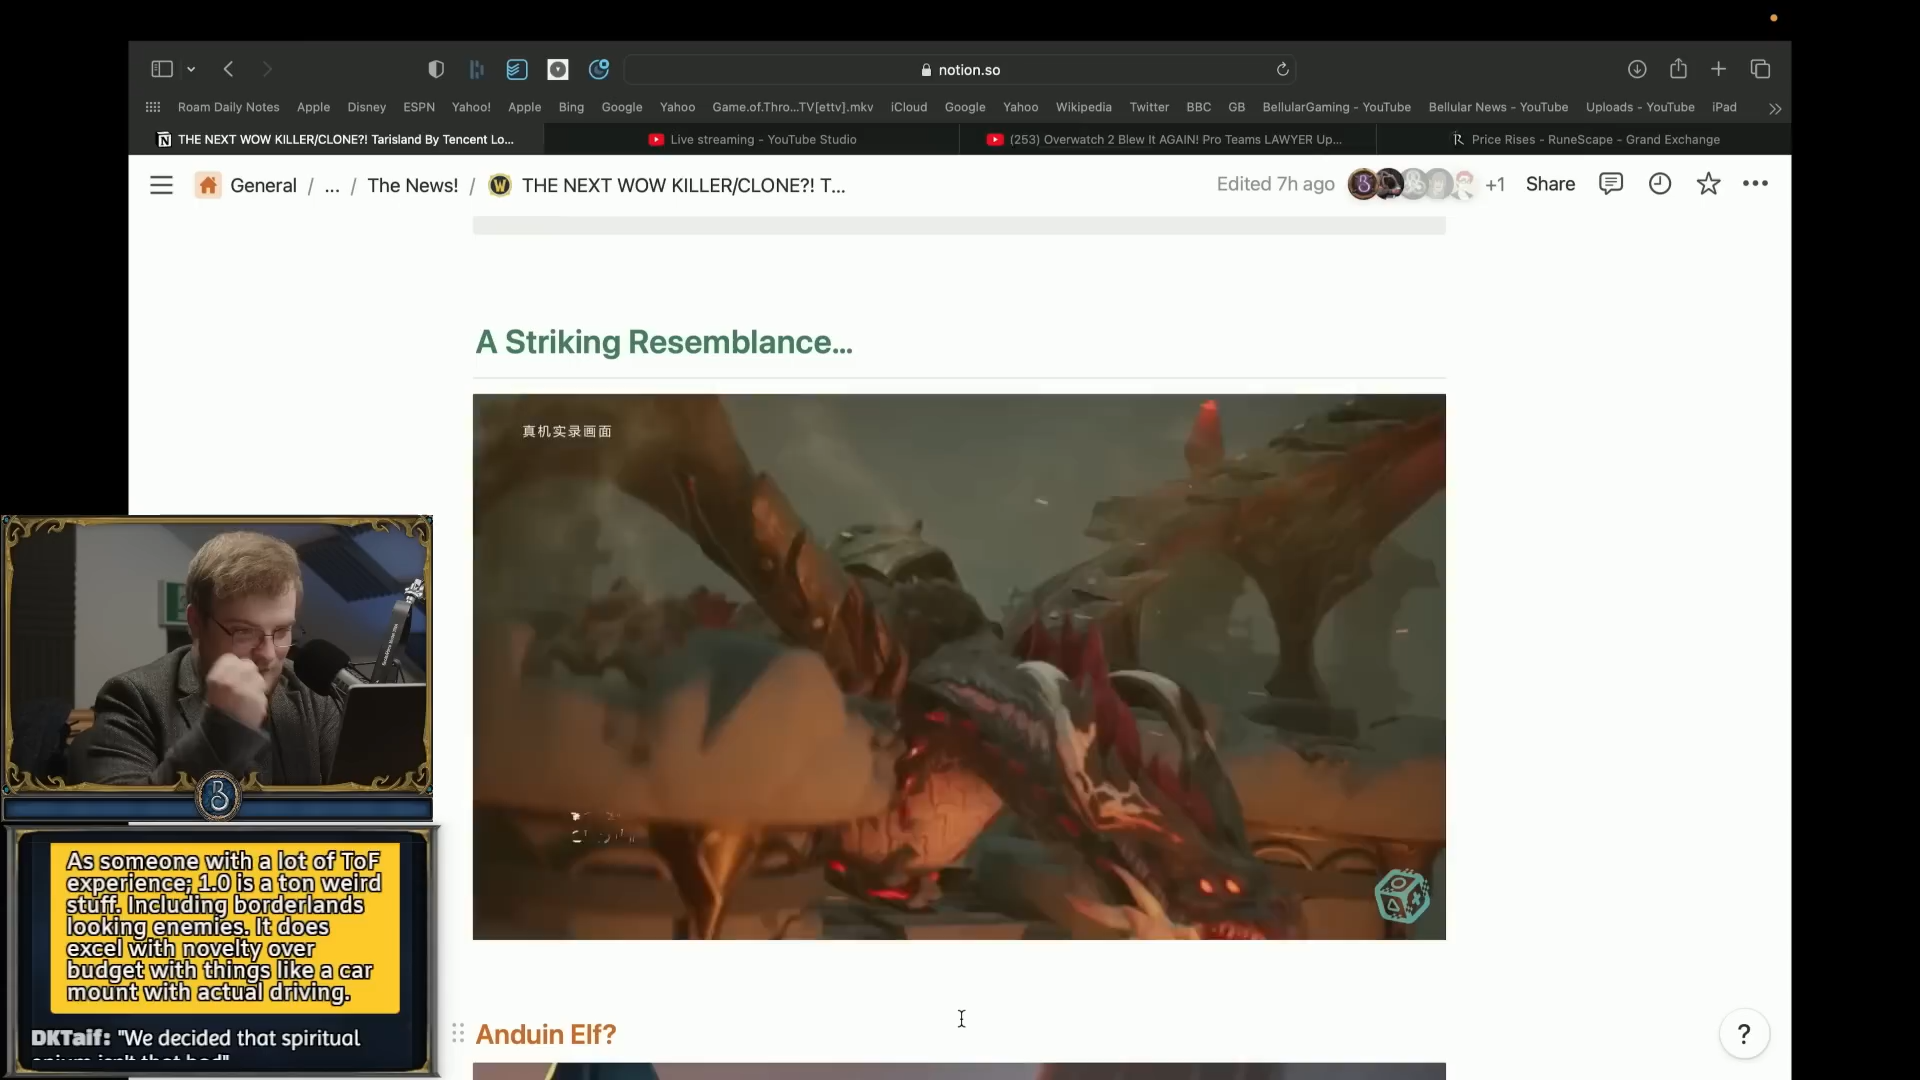 notion.so
Roam Daily Notes Apple Disney ESPN Yahoo! Apple Bing Google Yahoo Game.of.Thro...TV[ettv].mkv iCloud Google Yahoo Wikipedia Twitter BBC GB BellularGaming - YouTube Bellular News - YouTube Uploads - YouTube iPad
THE NEXT WOW KILLER/CLONE?! Tarisland By Tencent Lo... Live streaming - YouTube Studio (253) Overwatch 2 Blew It AGAIN! Pro Teams LAWYER Up... Price Rises - RuneScape - Grand Exchange
General / ... / The News! / THE NEXT WOW KILLER/CLONE?! T... Edited 7h ago +1 Share
A Striking Resemblance...
真机实录画面
As someone with a lot of ToF
experience; 1.0 is a ton weird
stuff. Including borderlands
looking enemies. It does
excel with novelty over
budget with things like a car
mount with actual driving.
DKTaif: "We decided that spiritual
Anduin Elf?
?